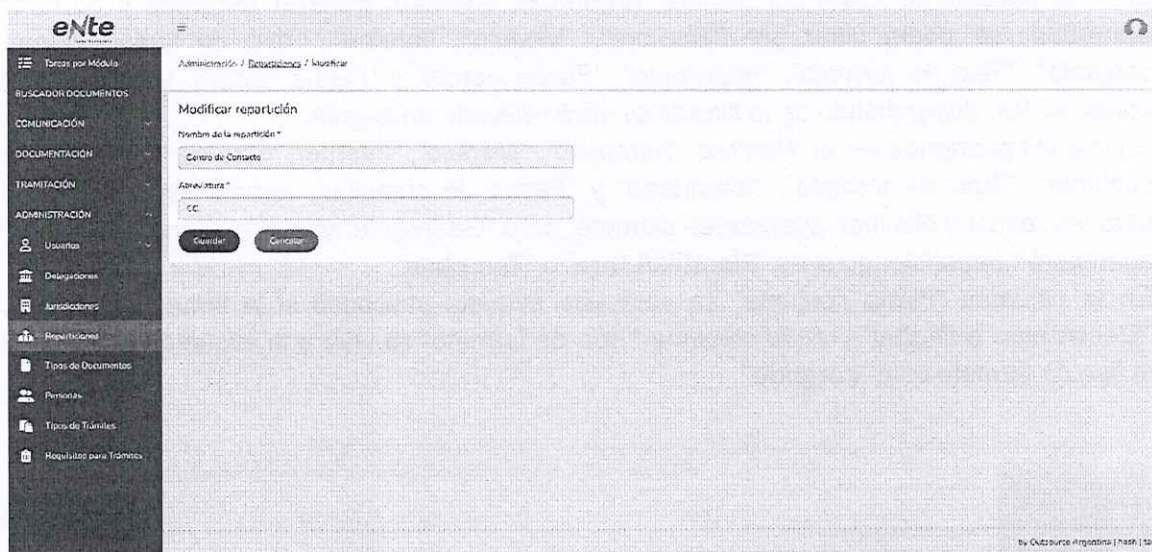 eNte
Tareas por Módulo
BUSCADOR DOCUMENTOS
COMUNICACIÓN
DOCUMENTACIÓN
TRAMITACIÓN
ADMINISTRACIÓN
Usuarios
Delegaciones
Jurisdicciones
Reparticiones
Tipos de Documentos
Personas
Tipos de Trámites
Requisitos para Trámites
Administración / Reparticiones / Modificar
Modificar repartición
Nombre de la repartición *
Centro de Contacto
Abreviatura *
CC
Guardar
Cancelar
by Outsource Argentina | hash |